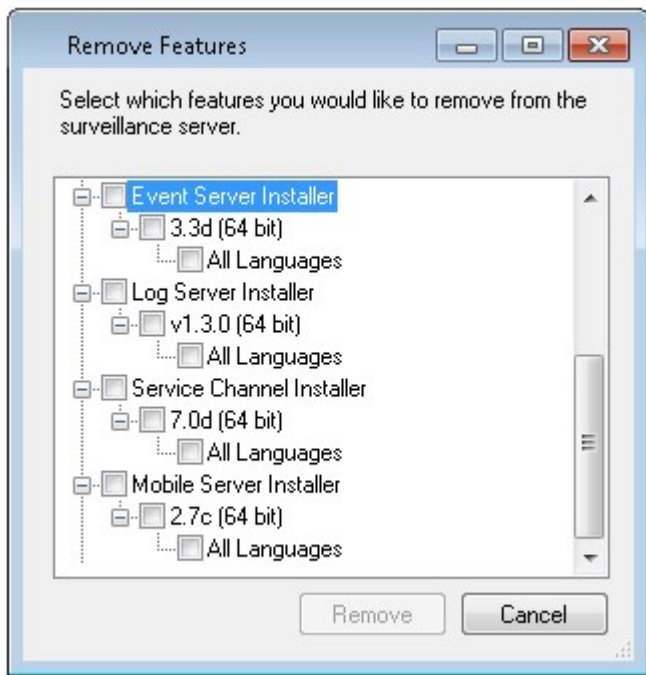 Remove Features
Select which features you would like to remove from the
surveillance server.
Event Server Installer
3.3d (64 bit)
All Languages
Log Server Installer
v1.3.0 (64 bit)
All Languages
Service Channel Installer
7.0d (64 bit)
All Languages
Mobile Server Installer
2.7c (64 bit)
All Languages
Remove Cancel